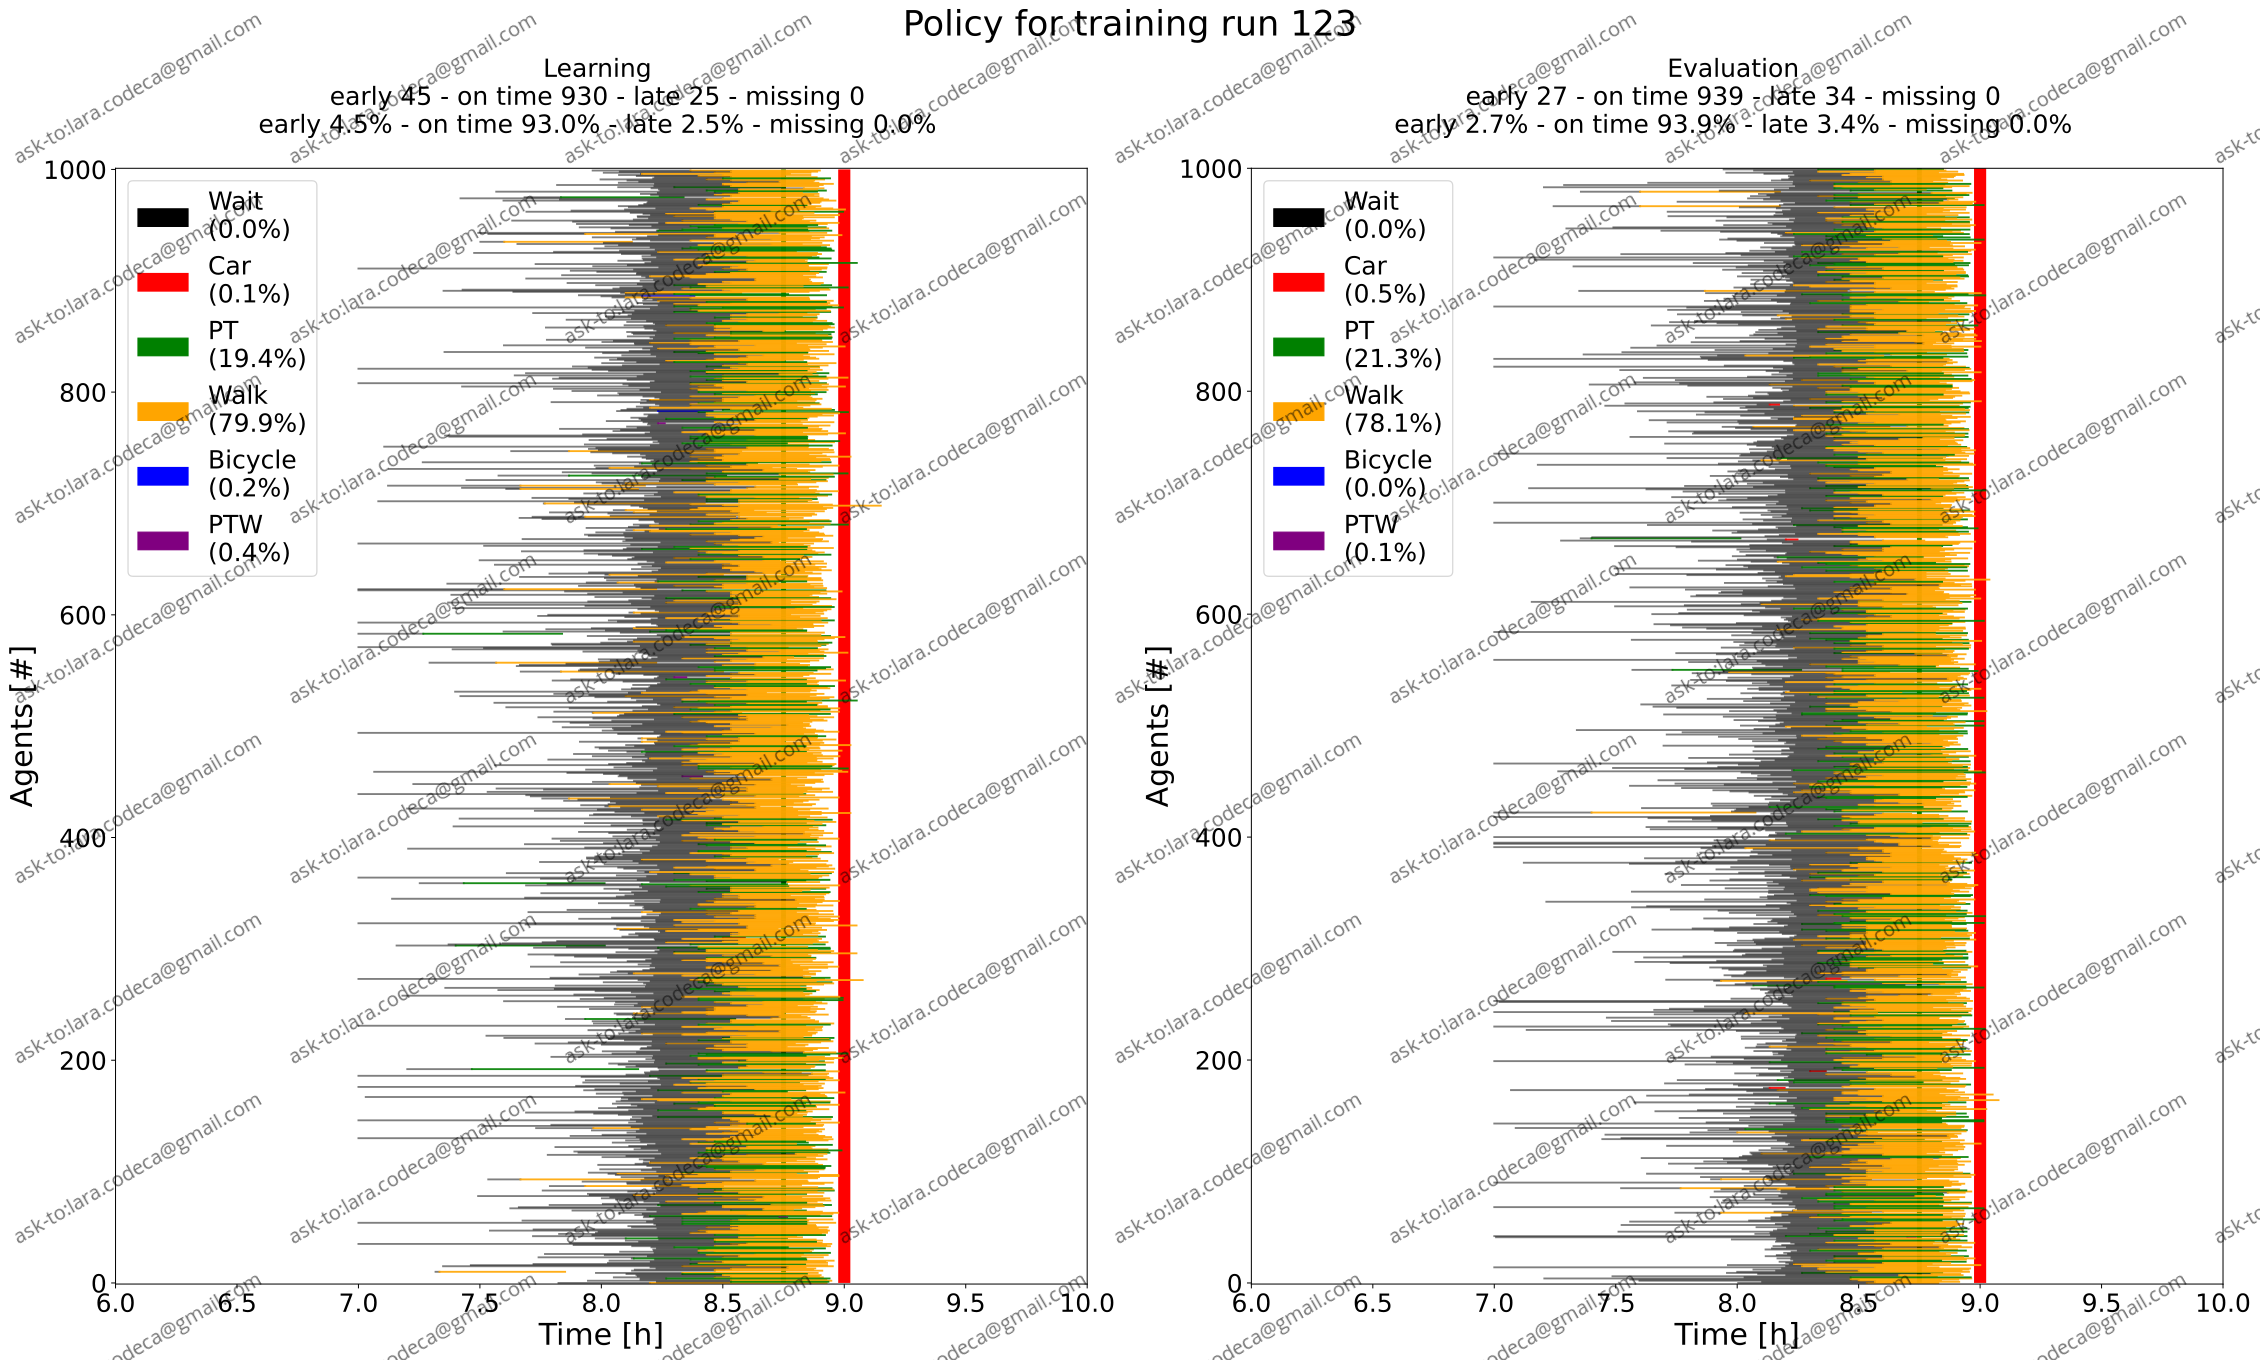 Policy for training run 123
Learning
early 45 - on time 930 - late 25 - missing 0
early 4.5% - on time 93.0% - late 2.5% - missing 0.0%
1000
800
600
400
200
0
Agents [#]
Wait
(0.0%)
Car
(0.1%)
PT
(19.4%)
Walk
(79.9%)
Bicycle
(0.2%)
PTW
(0.4%)
6.0 6.5 7.0 7.5 8.0 8.5 9.0 9.5 10.0
Time [h]
Evaluation
early 27 - on time 939 - late 34 - missing 0
early 2.7% - on time 93.9% - late 3.4% - missing 0.0%
1000
800
600
400
200
0
Agents [#]
Wait
(0.0%)
Car
(0.5%)
PT
(21.3%)
Walk
(78.1%)
Bicycle
(0.0%)
PTW
(0.1%)
6.0 6.5 7.0 7.5 8.0 8.5 9.0 9.5 10.0
Time [h]
ask-to:lara.codeca@gmail.com